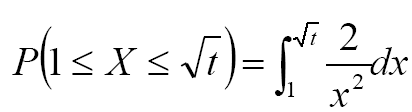 P(1 ≤ X ≤ √t) = ∫₁^√t 2/x² dx